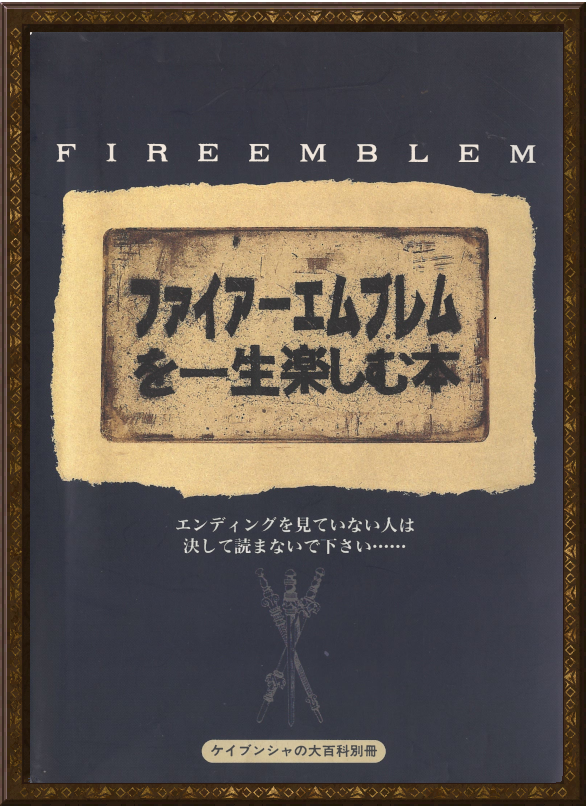 FIREEMBLEM
ファイアーエムブレム
を一生楽しむ本
エンディングを見ていない人は
決して読まないで下さい……
ケイブンシャの大百科別冊